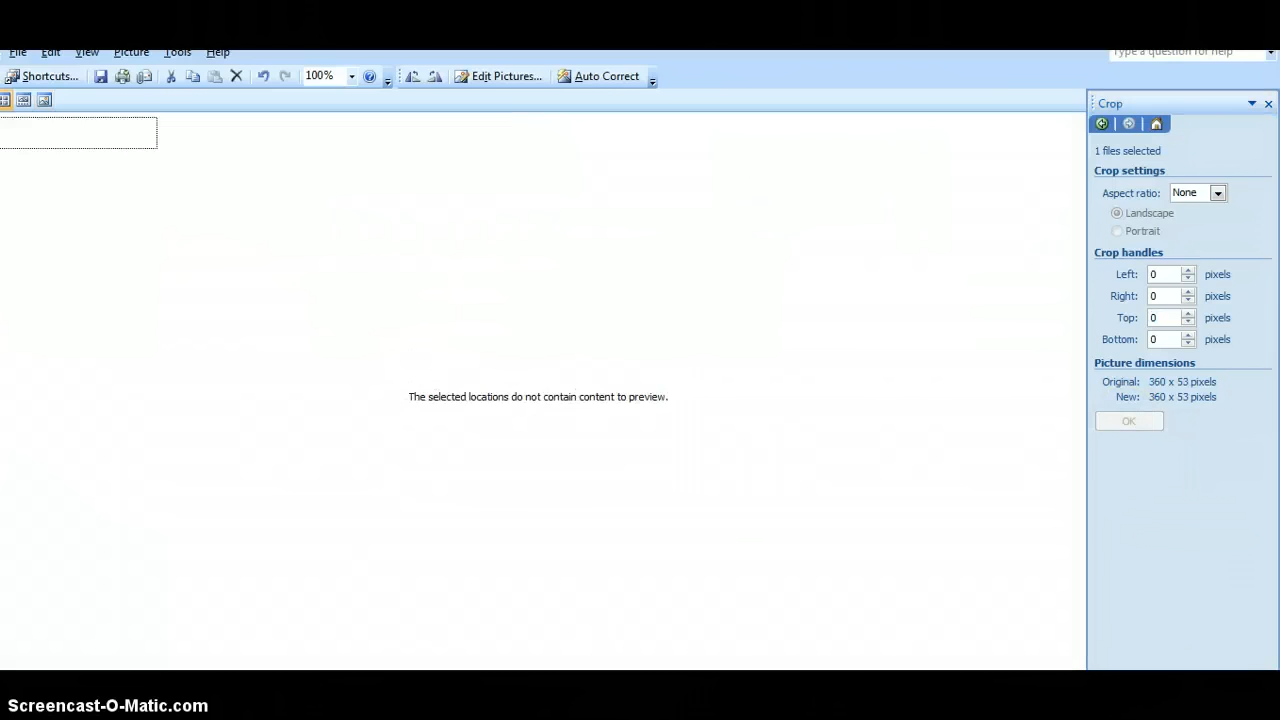 File Edit View Picture Tools Help
Type a question for help
Shortcuts... 100% Edit Pictures... Auto Correct
Crop
1 files selected
Crop settings
Aspect ratio: None
Landscape
Portrait
Crop handles
Left: 0 pixels
Right: 0 pixels
Top: 0 pixels
Bottom: 0 pixels
Picture dimensions
Original: 360 x 53 pixels
New: 360 x 53 pixels
OK
The selected locations do not contain content to preview.
Screencast-O-Matic.com